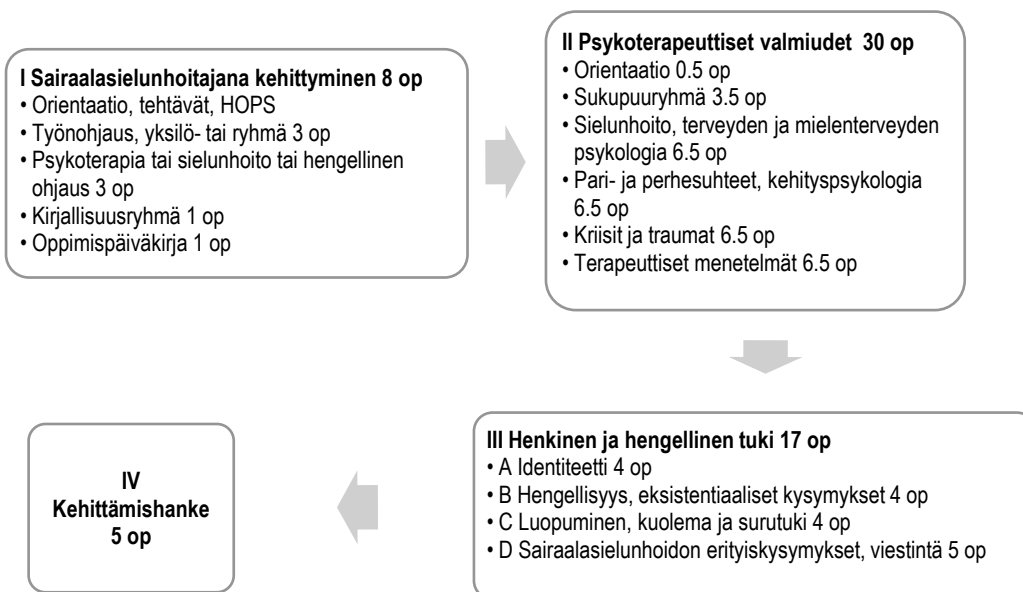 I Sairaalasielunhoitajana kehittyminen 8 op
• Orientaatio, tehtävät, HOPS
• Työnohjaus, yksilö- tai ryhmä 3 op
• Psykoterapia tai sielunhoito tai hengellinen
ohjaus 3 op
• Kirjallisuusryhmä 1 op
• Oppimispäiväkirja 1 op
II Psykoterapeuttiset valmiudet 30 op
• Orientaatio 0.5 op
• Sukupuuryhmä 3.5 op
• Sielunhoito, terveyden ja mielenterveyden
psykologia 6.5 op
• Pari- ja perhesuhteet, kehityspsykologia
6.5 op
• Kriisit ja traumat 6.5 op
• Terapeuttiset menetelmät 6.5 op
III Henkinen ja hengellinen tuki 17 op
• A Identiteetti 4 op
• B Hengellisyys, eksistentiaaliset kysymykset 4 op
• C Luopuminen, kuolema ja surutuki 4 op
• D Sairaalasielunhoidon erityiskysymykset, viestintä 5 op
IV
Kehittämishanke
5 op